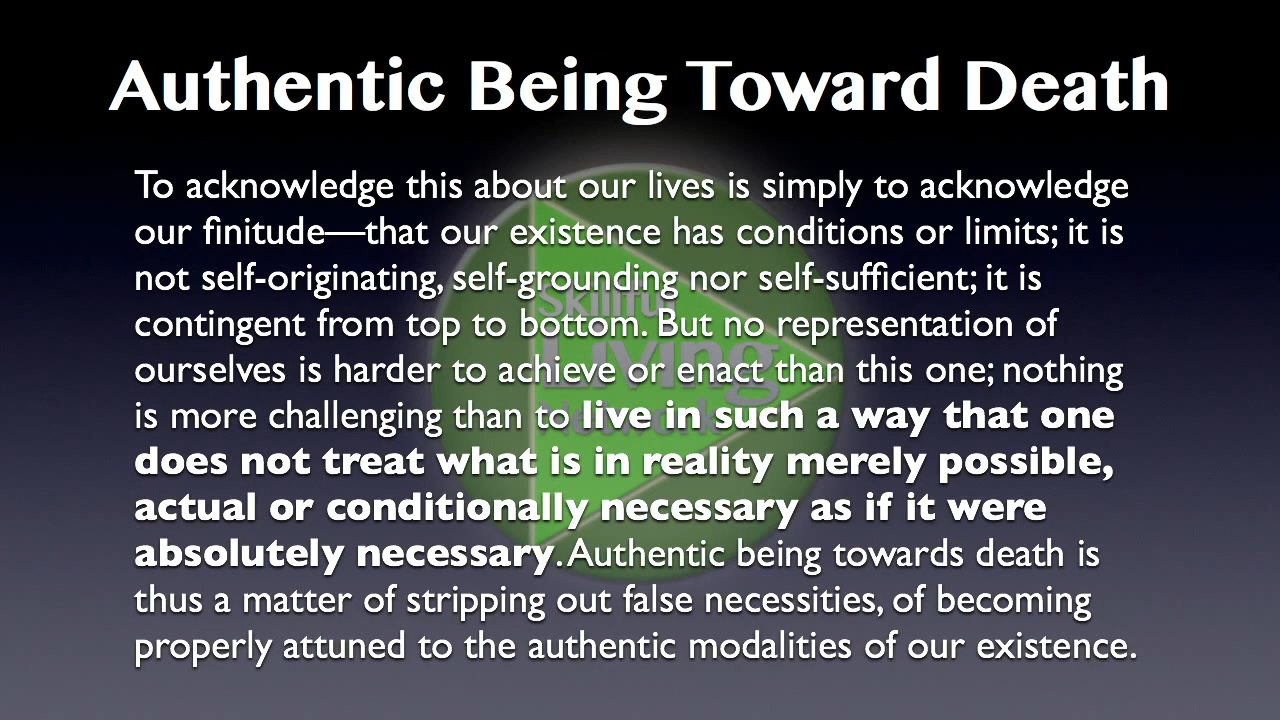 Authentic Being Toward Death
To acknowledge this about our lives is simply to acknowledge
our finitude—that our existence has conditions or limits; it is
not self-originating, self-grounding nor self-sufficient; it is
contingent from top to bottom. But no representation of
ourselves is harder to achieve or enact than this one; nothing
is more challenging than to live in such a way that one
does not treat what is in reality merely possible,
actual or conditionally necessary as if it were
absolutely necessary. Authentic being towards death is
thus a matter of stripping out false necessities, of becoming
properly attuned to the authentic modalities of our existence.
Skillful
Living
Network